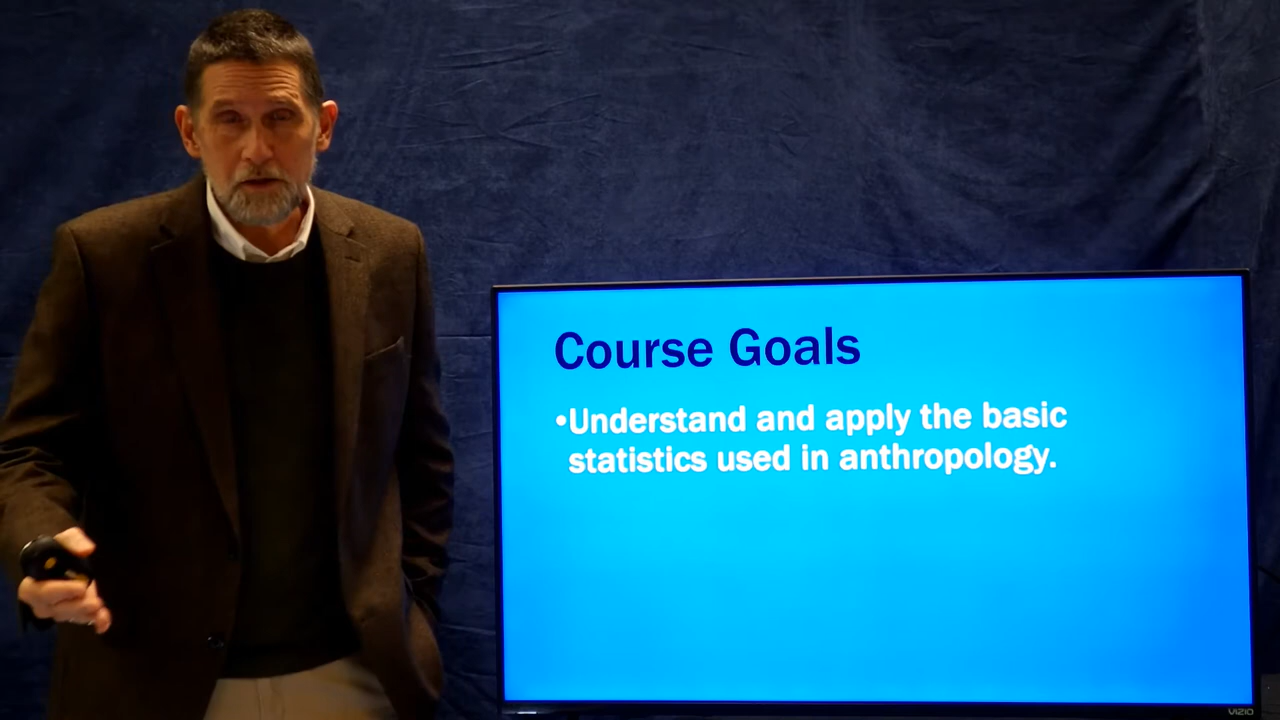 Course Goals
•Understand and apply the basic
statistics used in anthropology.
VIZIO